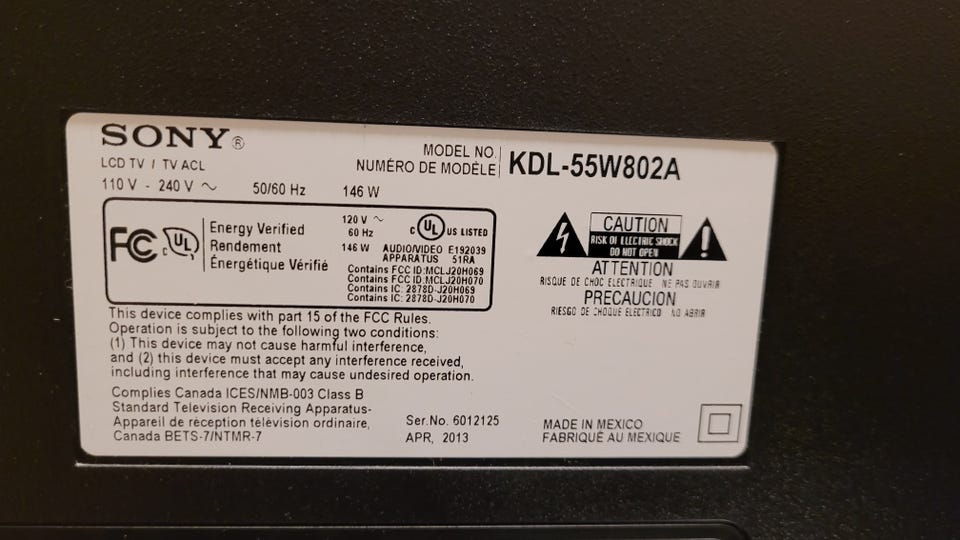 SONY®
LCD TV / TV ACL
MODEL NO.
NUMÉRO DE MODÈLE
KDL-55W802A
110 V - 240 V ~ 50/60 Hz 146 W
FC
c UL
Energy Verified
Rendement
Énergétique Vérifié
120 V ~
60 Hz
146 W
c UL US LISTED
AUDIO/VIDEO E192039
APPARATUS 51RA
Contains FCC ID:MCLJ20H069
Contains FCC ID:MCLJ20H070
Contains IC: 2878D-J20H069
Contains IC: 2878D-J20H070
CAUTION
RISK OF ELECTRIC SHOCK
DO NOT OPEN
ATTENTION
RISQUE DE CHOC ELECTRIQUE NE PAS OUVRIR
PRECAUCION
RIESGO DE CHOQUE ELECTRICO NO ABRIR
This device complies with part 15 of the FCC Rules.
Operation is subject to the following two conditions:
(1) This device may not cause harmful interference,
and (2) this device must accept any interference received,
including interference that may cause undesired operation.
Complies Canada ICES/NMB-003 Class B
Standard Television Receiving Apparatus-
Appareil de réception télévision ordinaire,
Canada BETS-7/NTMR-7
Ser.No. 6012125
APR, 2013
MADE IN MEXICO
FABRIQUÉ AU MEXIQUE